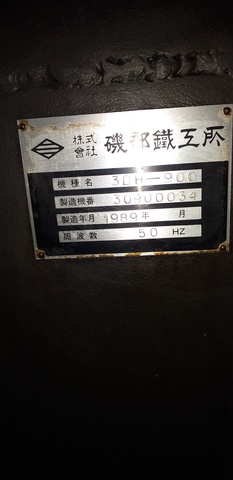 株式會社 磯部鐵工所
機種名 3DH-900
製造機番 30900034
製造年月 1989年 月
周波数 50 HZ